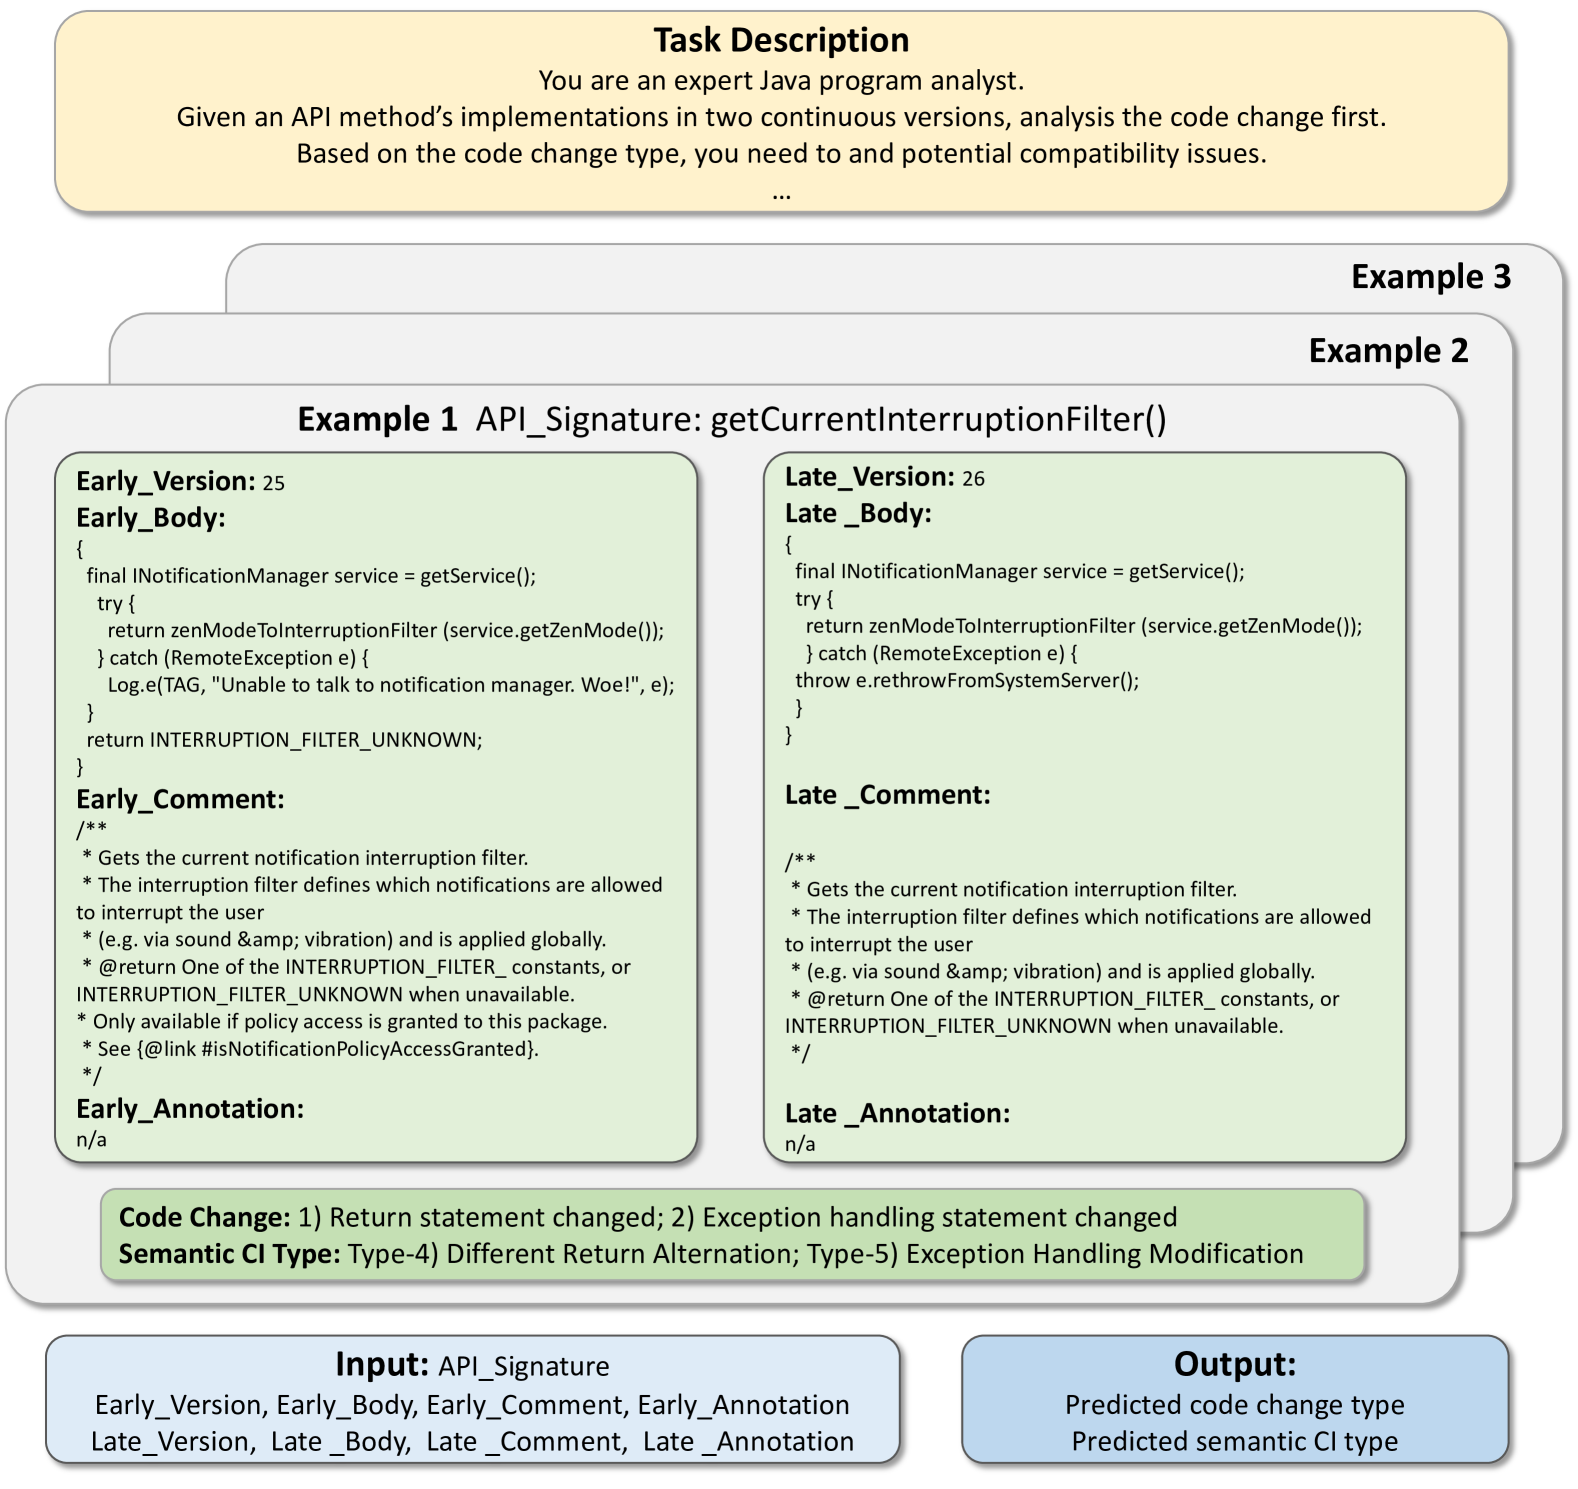 Task Description
You are an expert Java program analyst.
Given an API method’s implementations in two continuous versions, analysis the code change first.
Based on the code change type, you need to and potential compatibility issues.
...
Example 3
Example 2
Example 1 API_Signature: getCurrentInterruptionFilter()
Early_Version: 25
Early_Body:
{
final INotificationManager service = getService();
try {
return zenModeToInterruptionFilter (service.getZenMode());
} catch (RemoteException e) {
Log.e(TAG, "Unable to talk to notification manager. Woe!", e);
}
return INTERRUPTION_FILTER_UNKNOWN;
}
Early_Comment:
/**
* Gets the current notification interruption filter.
* The interruption filter defines which notifications are allowed
to interrupt the user
* (e.g. via sound &amp; vibration) and is applied globally.
* @return One of the INTERRUPTION_FILTER_ constants, or
INTERRUPTION_FILTER_UNKNOWN when unavailable.
* Only available if policy access is granted to this package.
* See {@link #isNotificationPolicyAccessGranted}.
*/
Early_Annotation:
n/a
Late_Version: 26
Late _Body:
{
final INotificationManager service = getService();
try {
return zenModeToInterruptionFilter (service.getZenMode());
} catch (RemoteException e) {
throw e.rethrowFromSystemServer();
}
}
Late _Comment:
/**
* Gets the current notification interruption filter.
* The interruption filter defines which notifications are allowed
to interrupt the user
* (e.g. via sound &amp; vibration) and is applied globally.
* @return One of the INTERRUPTION_FILTER_ constants, or
INTERRUPTION_FILTER_UNKNOWN when unavailable.
*/
Late _Annotation:
n/a
Code Change: 1) Return statement changed; 2) Exception handling statement changed
Semantic CI Type: Type-4) Different Return Alternation; Type-5) Exception Handling Modification
Input: API_Signature
Early_Version, Early_Body, Early_Comment, Early_Annotation
Late_Version, Late _Body, Late _Comment, Late _Annotation
Output:
Predicted code change type
Predicted semantic CI type